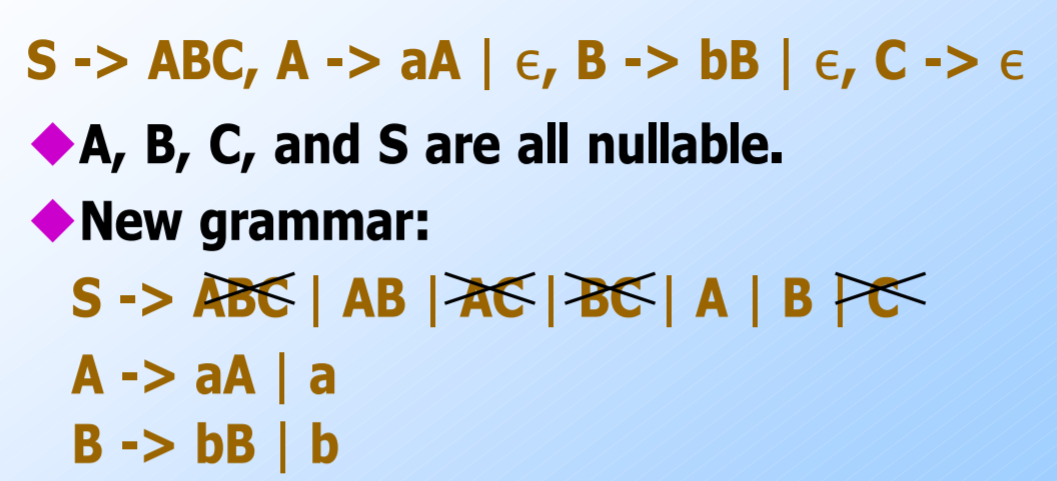 S -> ABC, A -> aA | ϵ, B -> bB | ϵ, C -> ϵ
A, B, C, and S are all nullable.
New grammar:
S -> ABC | AB | AC | BC | A | B | C
A -> aA | a
B -> bB | b